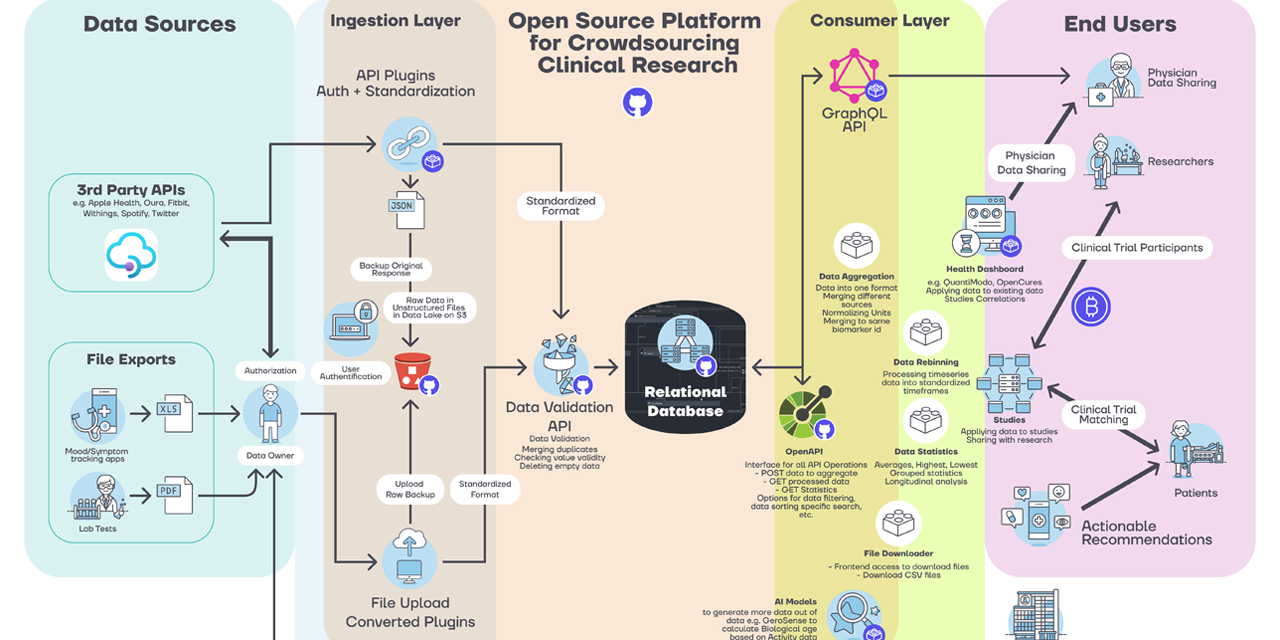 Data Sources
3rd Party APIs
e.g. Apple Health, Oura, Fitbit,
Withings, Spotify, Twitter
File Exports
XLS
Mood/Symptom
tracking apps
PDF
Lab Tests
Authorization
Data Owner
Ingestion Layer
API Plugins
Auth + Standardization
JSON
Backup Original
Response
Raw Data in
Unstructured Files
in Data Lake on S3
User
Authentification
Upload
Raw Backup
Standardized
Format
File Upload
Converted Plugins
Open Source Platform
for Crowdsourcing
Clinical Research
Standardized
Format
Data Validation
API
Data Validation
Merging duplicates
Checking value validity
Deleting empty data
Relational
Database
Consumer Layer
GraphQL
API
Data Aggregation
Data into one format
Merging different
sources
Normalizing Units
Merging to same
biomarker id
Data Rebinning
Processing timeseries
data into standardized
timeframes
OpenAPI
Interface for all API Operations
- POST data to aggregate
- GET processed data
- GET Statistics
Options for data filtering,
data sorting specific search,
etc.
Data Statistics
Averages, Highest, Lowest
Grouped statistics
Longitudinal analysis
File Downloader
- Frontend access to download files
- Download CSV files
AI Models
to generate more data out of
data e.g. GeroSense to
calculate Biological age
based on Activity data
End Users
Physician
Data Sharing
Physician
Data Sharing
Researchers
Clinical Trial Participants
Health Dashboard
e.g. QuantiModo, OpenCures
Applying data to existing data
Studies Correlations
Studies
Applying data to studies
Sharing with research
Clinical Trial
Matching
Patients
Actionable
Recommendations